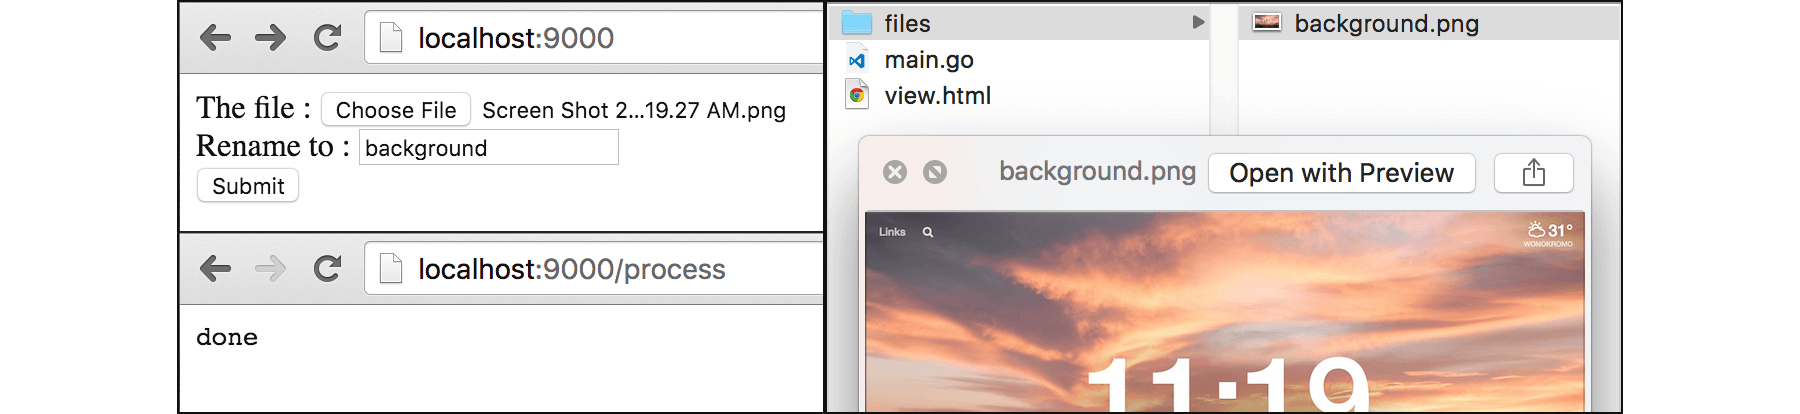 localhost:9000
The file : Choose File Screen Shot 2...19.27 AM.png
Rename to : background
Submit
localhost:9000/process
done
files
main.go
view.html
background.png
background.png Open with Preview
Links 31°
WONOKROMO
11:19